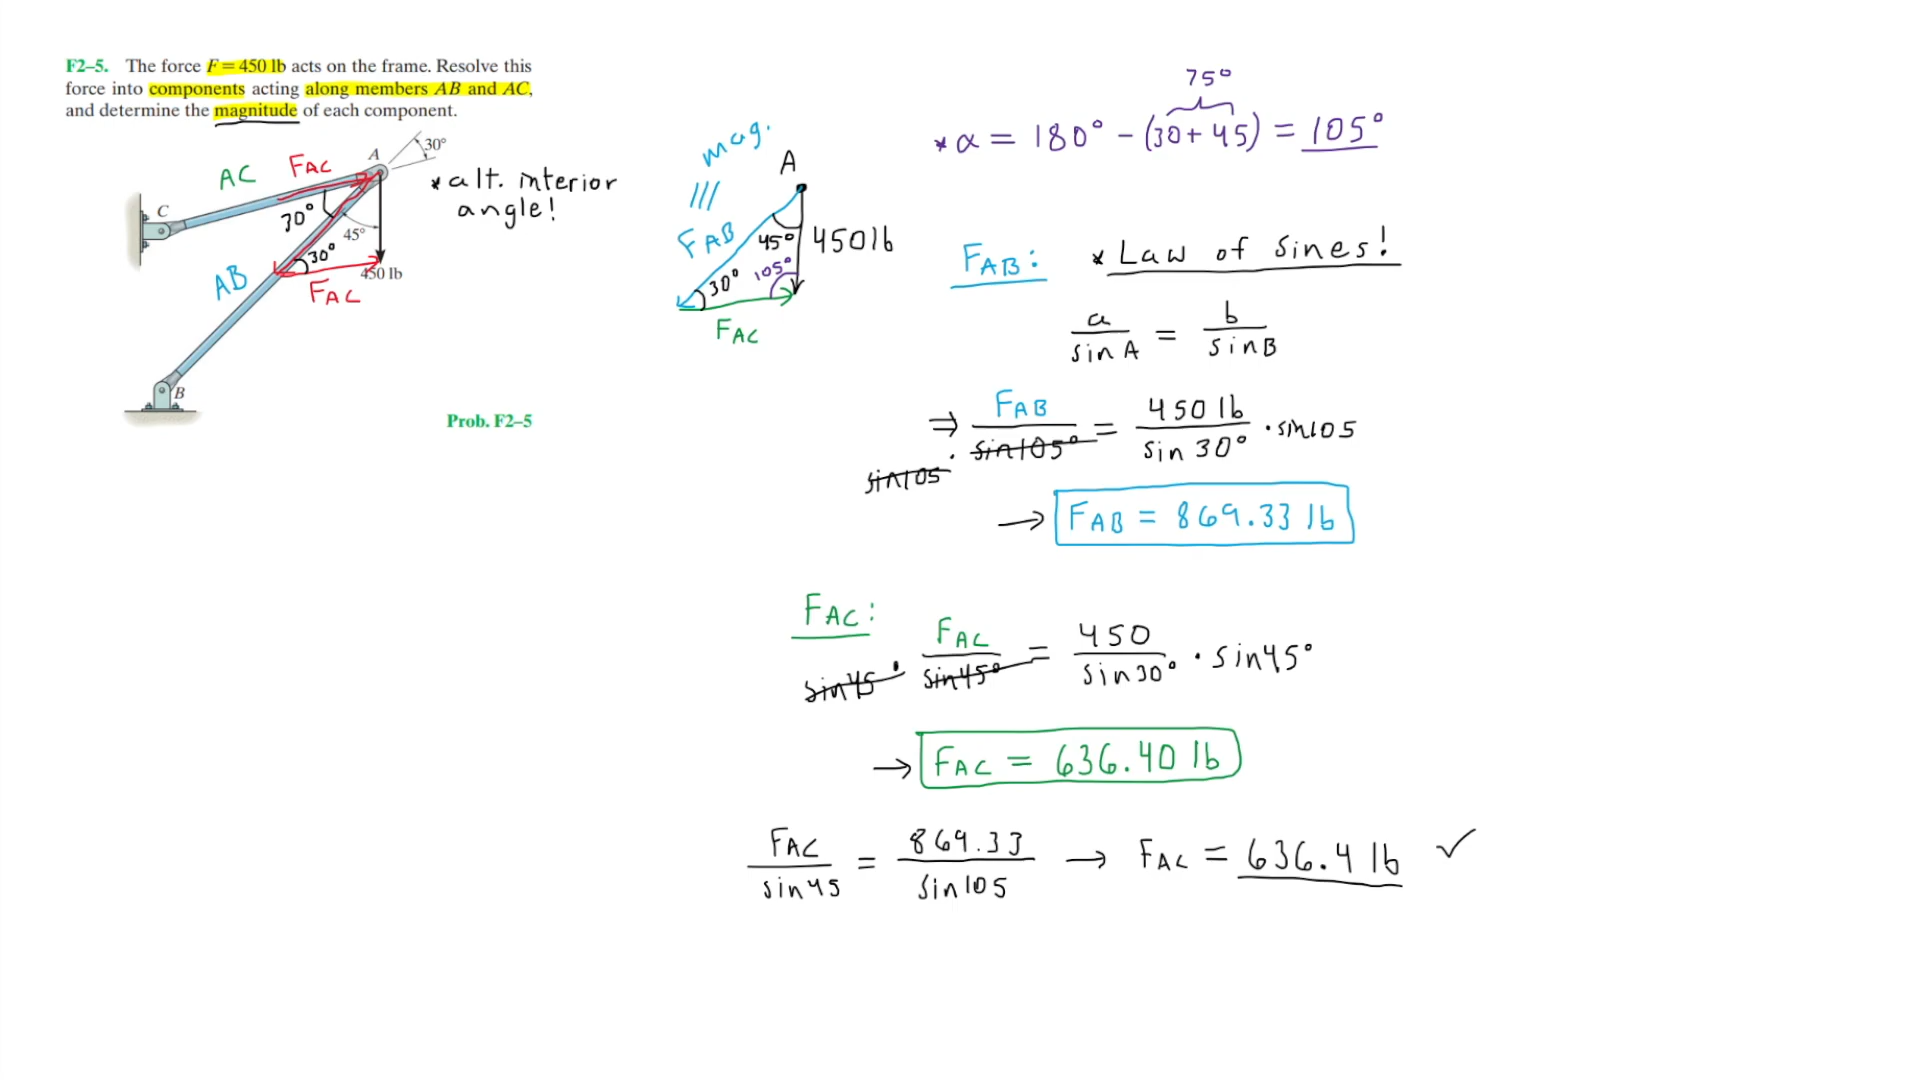 F2–5. The force F = 450 lb acts on the frame. Resolve this
force into components acting along members AB and AC,
and determine the magnitude of each component.
A
30°
AC
FAC
C
30°
45°
* alt. interior
angle!
AB
30°
450 lb
FAC
B
Prob. F2–5
mag.
A
FAB
45°
450 lb
30°
105°
FAC
75°
* α = 180° - (30 + 45) = 105°
FAB: * Law of sines!
a/sin A = b/sin B
⇒ sin105 · FAB/sin105° = 450 lb/sin 30° · sin105
→ FAB = 869.33 lb
FAC:
sin45 · FAC/sin45° = 450/sin30° · sin45°
→ FAC = 636.40 lb
FAC/sin45 = 869.33/sin105 → FAC = 636.4 lb ✓